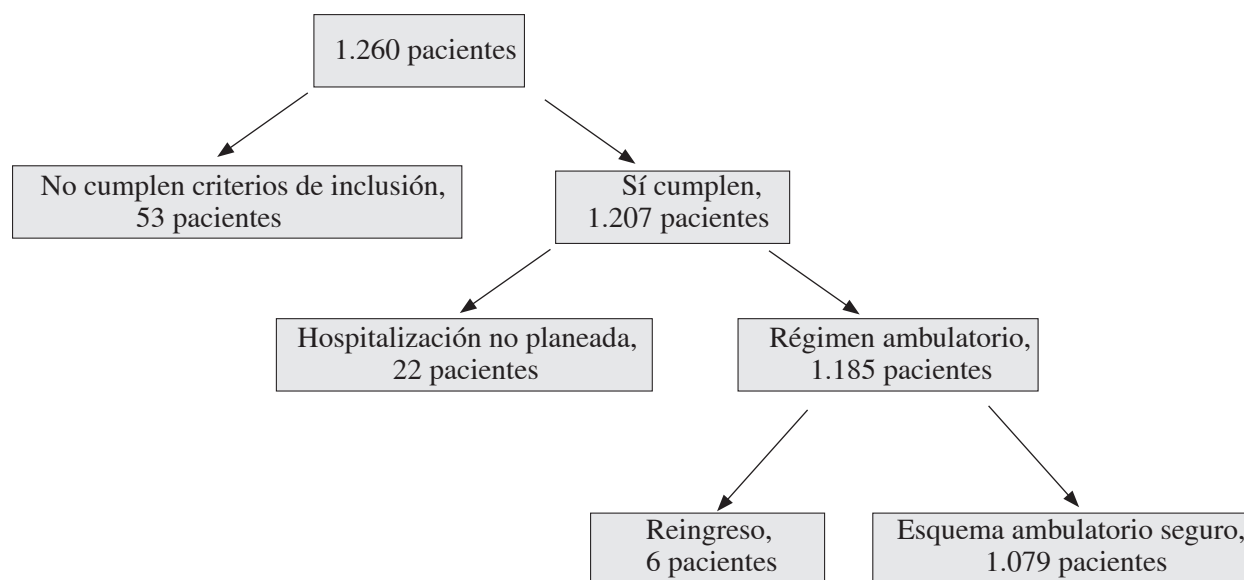 1.260 pacientes
No cumplen criterios de inclusión,
53 pacientes
Sí cumplen,
1.207 pacientes
Hospitalización no planeada,
22 pacientes
Régimen ambulatorio,
1.185 pacientes
Reingreso,
6 pacientes
Esquema ambulatorio seguro,
1.079 pacientes